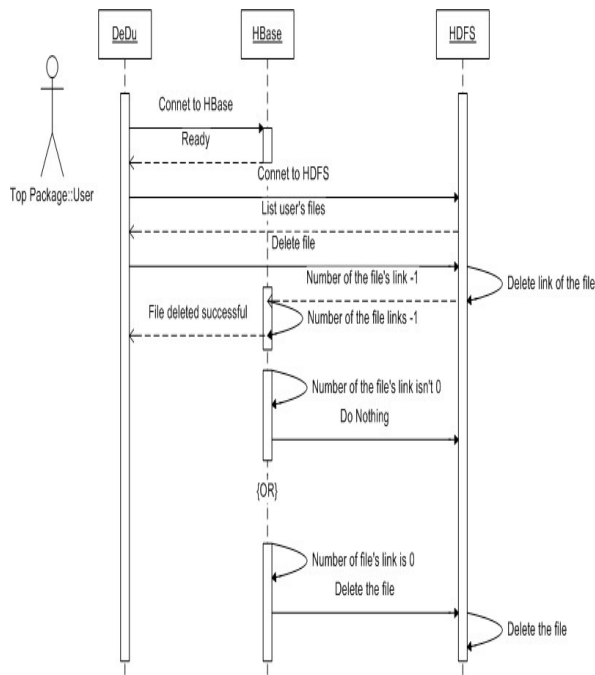 DeDu
HBase
HDFS
Connet to HBase
Ready
Connet to HDFS
Top Package::User
List user's files
Delete file
Number of the file's link -1
Delete link of the file
File deleted successful
Number of the file links -1
Number of the file's link isn't 0
Do Nothing
{OR}
Number of file's link is 0
Delete the file
Delete the file